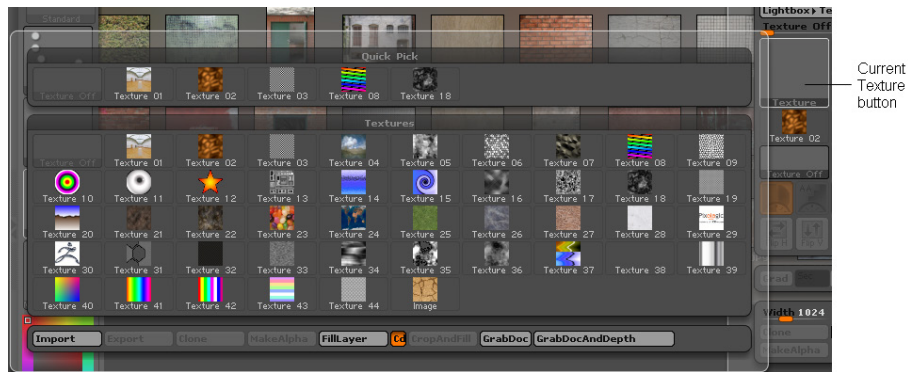 Standard
Lightbox▸ Te
Texture Off
Quick Pick
Texture Off Texture 01 Texture 02 Texture 03 Texture 08 Texture 18
Current
Texture
button
Texture
Texture 02
Texture Off
Textures
Texture Off Texture 01 Texture 02 Texture 03 Texture 04 Texture 05 Texture 06 Texture 07 Texture 08 Texture 09
Texture 10 Texture 11 Texture 12 Texture 13 Texture 14 Texture 15 Texture 16 Texture 17 Texture 18 Texture 19
Texture 20 Texture 21 Texture 22 Texture 23 Texture 24 Texture 25 Texture 26 Texture 27 Texture 28 Texture 29
Texture 30 Texture 31 Texture 32 Texture 33 Texture 34 Texture 35 Texture 36 Texture 37 Texture 38 Texture 39
Texture 40 Texture 41 Texture 42 Texture 43 Texture 44 Image
Flip V
Grad
Width 1024
Clone
MakeAlpha
Import Export Clone MakeAlpha FillLayer Cd CropAndFill GrabDoc GrabDocAndDepth